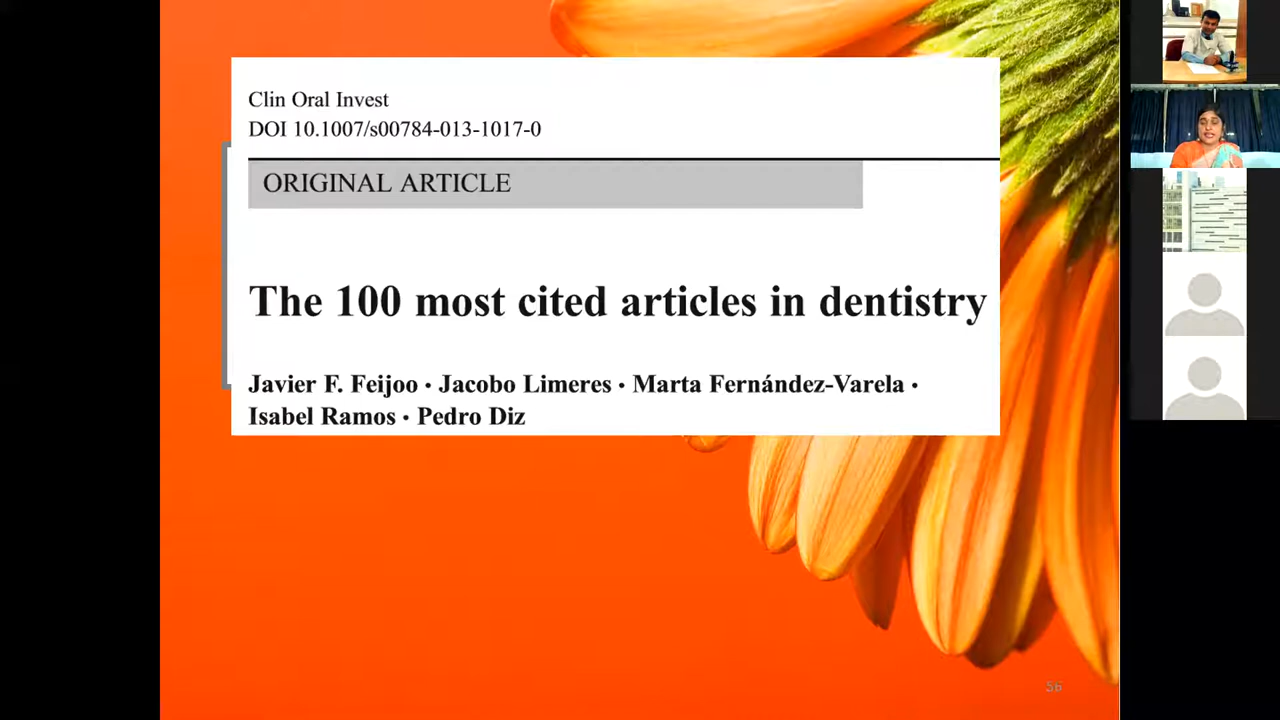 Clin Oral Invest
DOI 10.1007/s00784-013-1017-0
ORIGINAL ARTICLE
The 100 most cited articles in dentistry
Javier F. Feijoo · Jacobo Limeres · Marta Fernández-Varela ·
Isabel Ramos · Pedro Diz
56